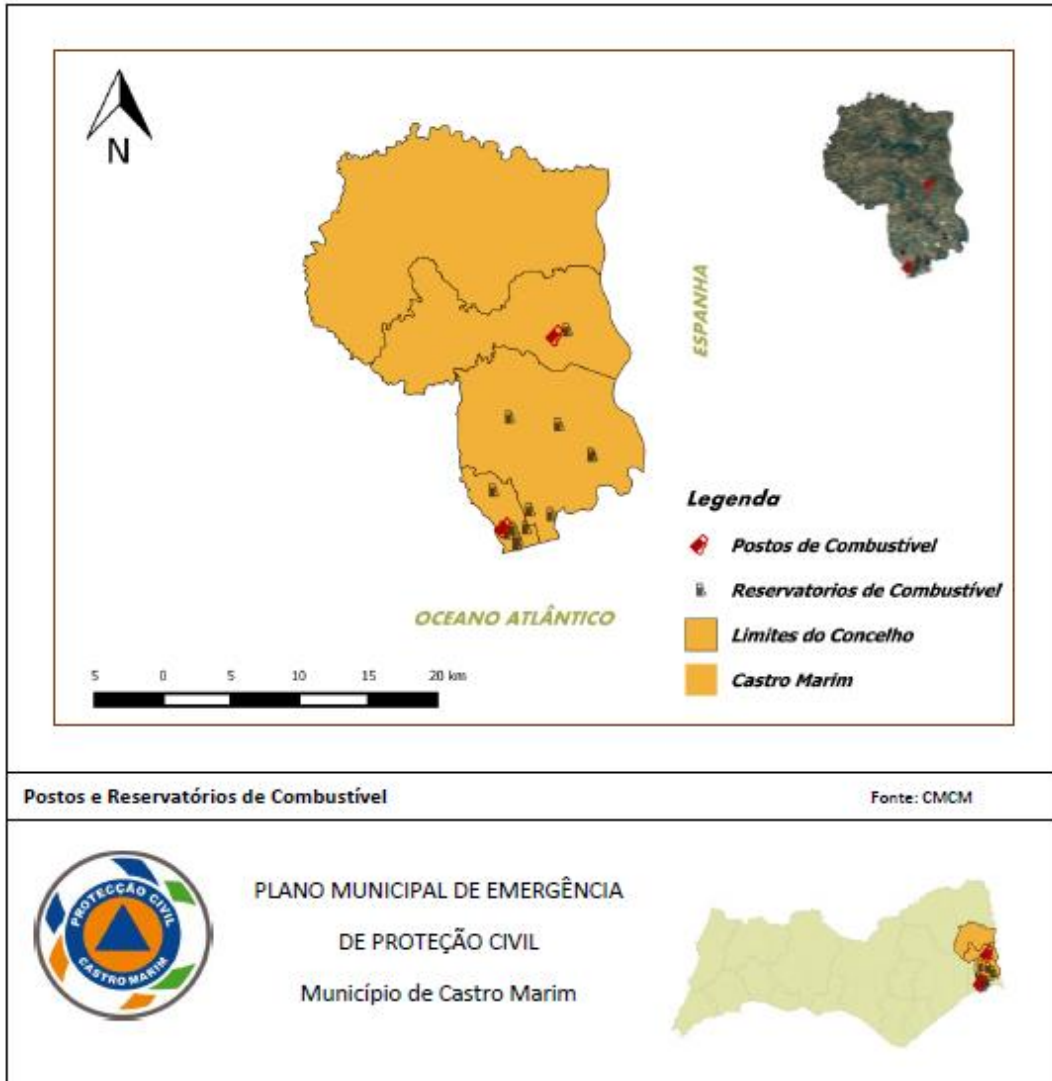 N
ESPANHA
Legenda
Postos de Combustível
Reservatorios de Combustível
Limites do Concelho
Castro Marim
OCEANO ATLÂNTICO
5 0 5 10 15 20 km
Postos e Reservatórios de Combustível Fonte: CMCM
PROTECÇÃO CIVIL
CASTRO MARIM
PLANO MUNICIPAL DE EMERGÊNCIA
DE PROTEÇÃO CIVIL
Município de Castro Marim